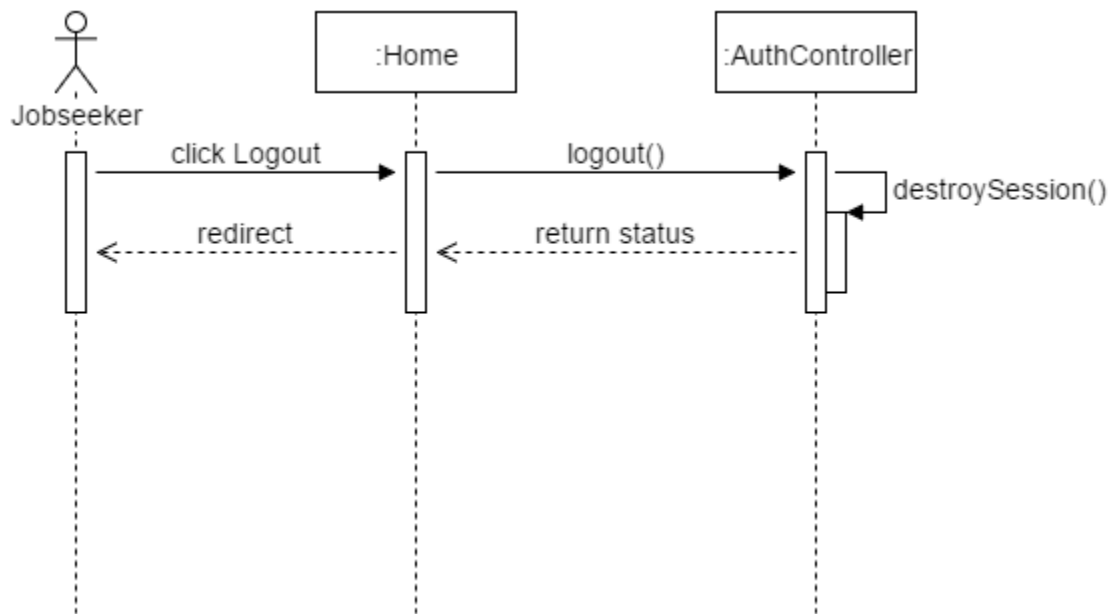 :Home
:AuthController
Jobseeker
click Logout
logout()
destroySession()
redirect
return status